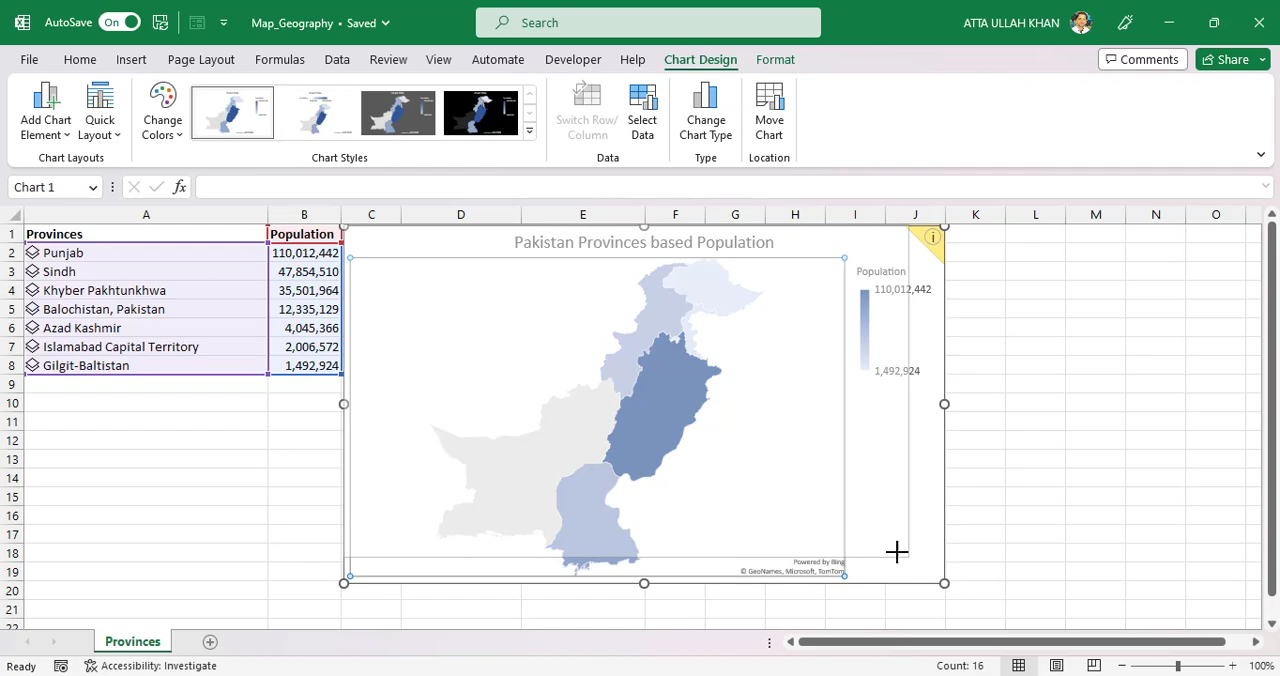 AutoSave On Map_Geography • Saved Search ATTA ULLAH KHAN
File Home Insert Page Layout Formulas Data Review View Automate Developer Help Chart Design Format Comments Share
Add Chart Element Quick Layout Change Colors Switch Row/ Column Select Data Change Chart Type Move Chart
Chart Layouts Chart Styles Data Type Location
Chart 1 fx
A B C D E F G H I J K L M N O
1 Provinces Population
2 Punjab 110,012,442
3 Sindh 47,854,510
4 Khyber Pakhtunkhwa 35,501,964
5 Balochistan, Pakistan 12,335,129
6 Azad Kashmir 4,045,366
7 Islamabad Capital Territory 2,006,572
8 Gilgit-Baltistan 1,492,924
9
10
11
12
13
14
15
16
17
18
19
20
21
22
Pakistan Provinces based Population
Population
110,012,442
1,492,924
Powered by Bing
© GeoNames, Microsoft, TomTom
Provinces
Ready Accessibility: Investigate Count: 16 100%